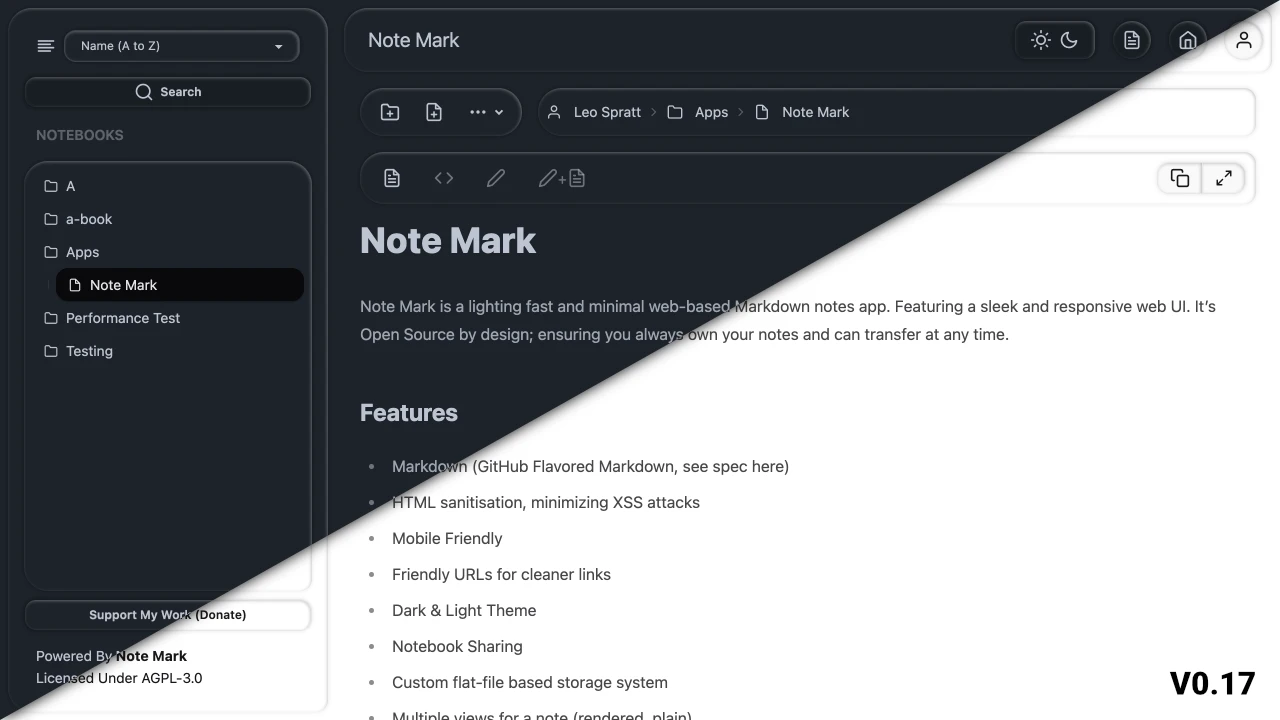 Name (A to Z)
Search
NOTEBOOKS
A
a-book
Apps
Note Mark
Performance Test
Testing
Support My Work (Donate)
Powered By Note Mark
Licensed Under AGPL-3.0
Note Mark
Leo Spratt
Apps
Note Mark
Note Mark
Note Mark is a lighting fast and minimal web-based Markdown notes app. Featuring a sleek and responsive web UI. It’s
Open Source by design; ensuring you always own your notes and can transfer at any time.
Features
Markdown (GitHub Flavored Markdown, see spec here)
HTML sanitisation, minimizing XSS attacks
Mobile Friendly
Friendly URLs for cleaner links
Dark & Light Theme
Notebook Sharing
Custom flat-file based storage system
Multiple views for a note (rendered, plain)
V0.17